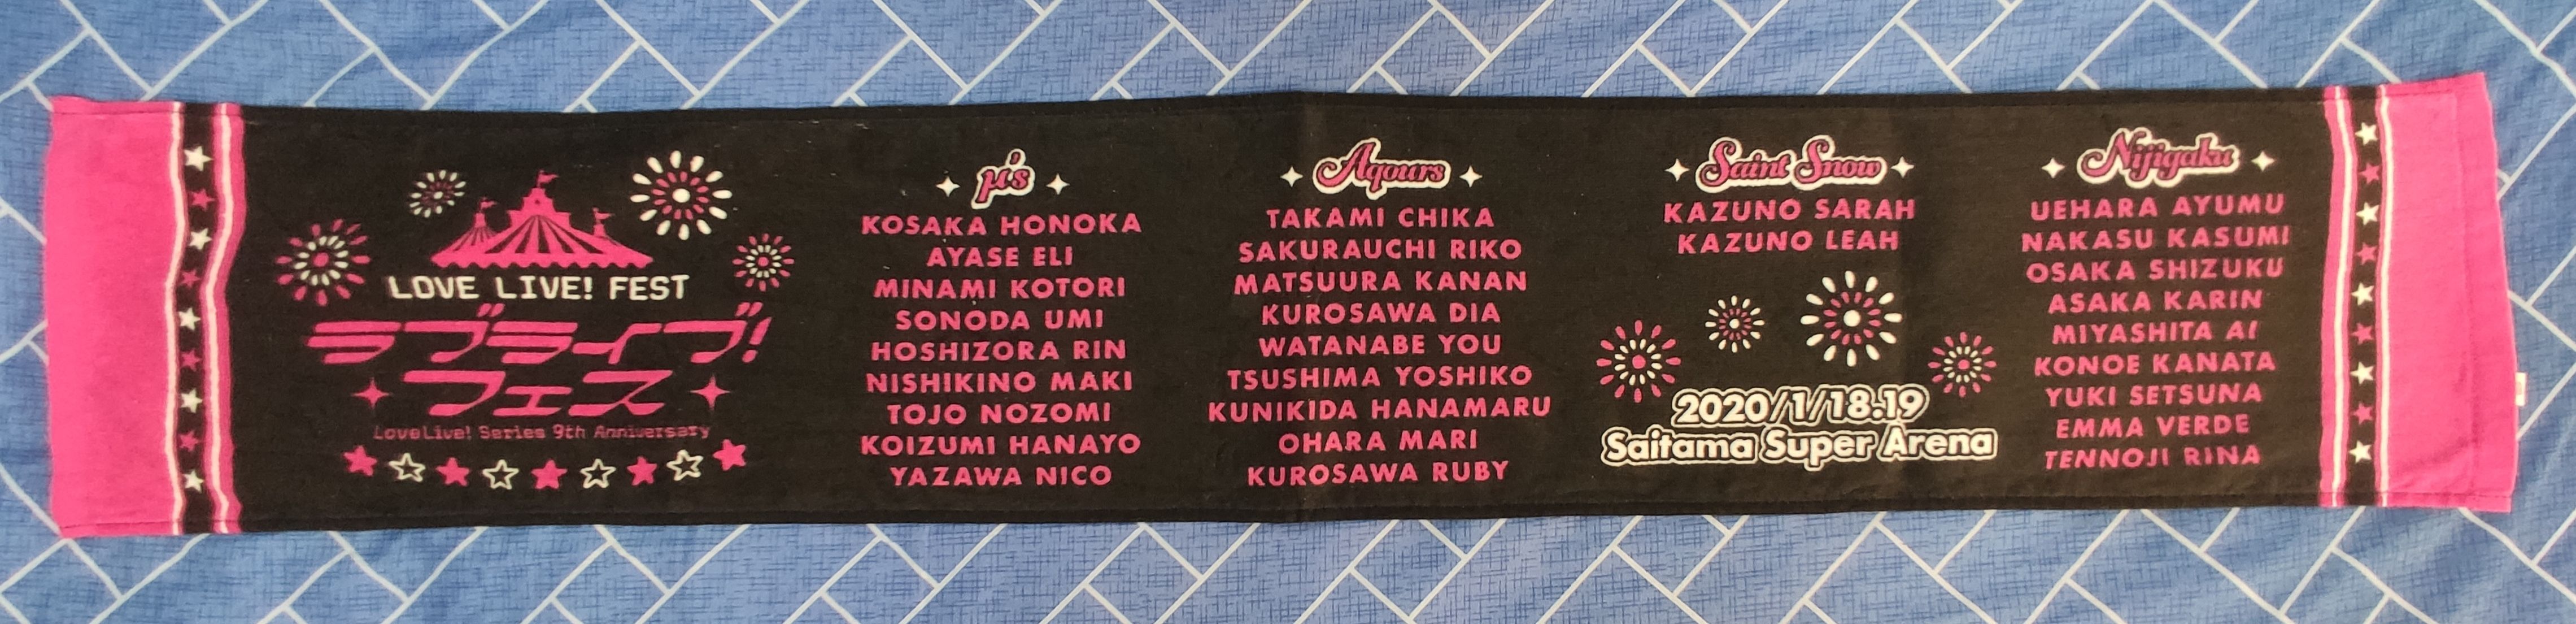 LOVE LIVE! FEST
ラブライブ!
フェス
LoveLive! Series 9th Anniversary
μ's
KOSAKA HONOKA
AYASE ELI
MINAMI KOTORI
SONODA UMI
HOSHIZORA RIN
NISHIKINO MAKI
TOJO NOZOMI
KOIZUMI HANAYO
YAZAWA NICO
Aqours
TAKAMI CHIKA
SAKURAUCHI RIKO
MATSUURA KANAN
KUROSAWA DIA
WATANABE YOU
TSUSHIMA YOSHIKO
KUNIKIDA HANAMARU
OHARA MARI
KUROSAWA RUBY
Saint Snow
KAZUNO SARAH
KAZUNO LEAH
2020/1/18.19
Saitama Super Arena
Nijigaku
UEHARA AYUMU
NAKASU KASUMI
OSAKA SHIZUKU
ASAKA KARIN
MIYASHITA AI
KONOE KANATA
YUKI SETSUNA
EMMA VERDE
TENNOJI RINA